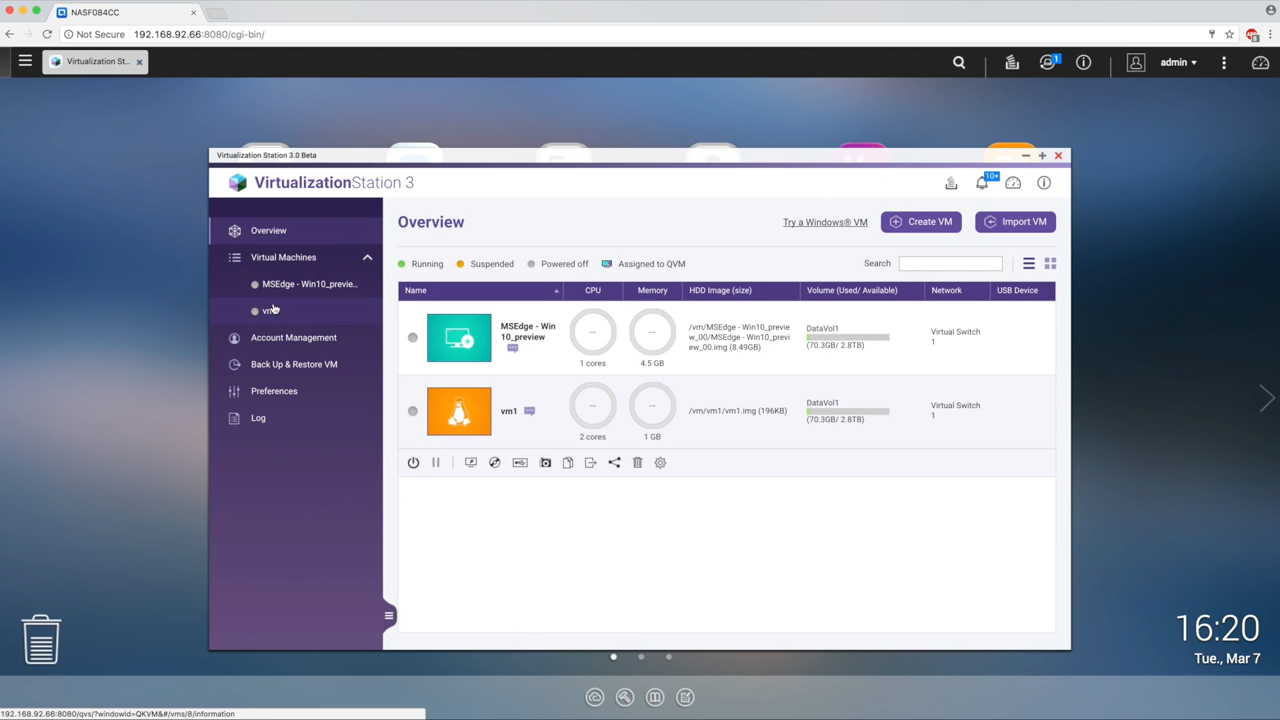 NASF084CC
Not Secure 192.168.92.66:8080/cgi-bin/
Virtualization St...
1
admin
Virtualization Station 3.0 Beta
VirtualizationStation 3
10+
Overview
Virtual Machines
MSEdge - Win10_previe...
vm1
Account Management
Back Up & Restore VM
Preferences
Log
Overview
Try a Windows® VM
Create VM
Import VM
Running
Suspended
Powered off
Assigned to QVM
Search
Name
CPU
Memory
HDD Image (size)
Volume (Used/ Available)
Network
USB Device
MSEdge - Win
10_preview
--
1 cores
--
4.5 GB
/vm/MSEdge - Win10_previe
w_00/MSEdge - Win10_previ
ew_00.img (8.49GB)
DataVol1
(70.3GB/ 2.8TB)
Virtual Switch
1
vm1
--
2 cores
--
1 GB
/vm/vm1/vm1.img (196KB)
DataVol1
(70.3GB/ 2.8TB)
Virtual Switch
1
16:20
Tue., Mar 7
192.168.92.66:8080/qvs/?windowId=QKVM&#/vms/8/information